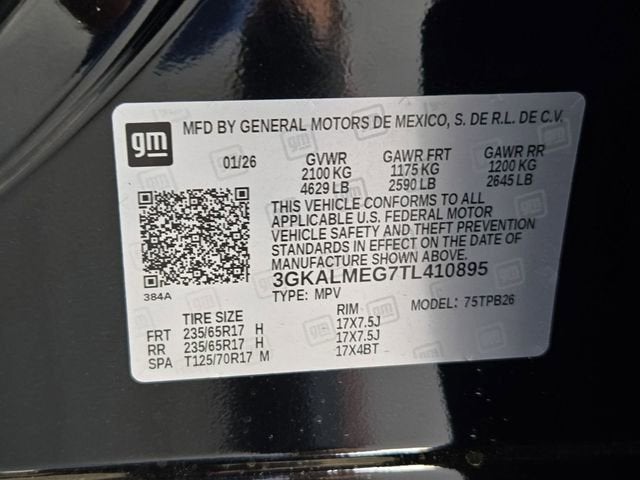 gm MFD BY GENERAL MOTORS DE MEXICO, S. DE R.L. DE C.V.
01/26 GVWR GAWR FRT GAWR RR
2100 KG 1175 KG 1200 KG
4629 LB 2590 LB 2645 LB
THIS VEHICLE CONFORMS TO ALL
APPLICABLE U.S. FEDERAL MOTOR
VEHICLE SAFETY AND THEFT PREVENTION
STANDARDS IN EFFECT ON THE DATE OF
MANUFACTURE SHOWN ABOVE.
3GKALMEG7TL410895
384A TYPE: MPV MODEL: 75TPB26
TIRE SIZE RIM
FRT 235/65R17 H 17X7.5J
RR 235/65R17 H 17X7.5J
SPA T125/70R17 M 17X4BT